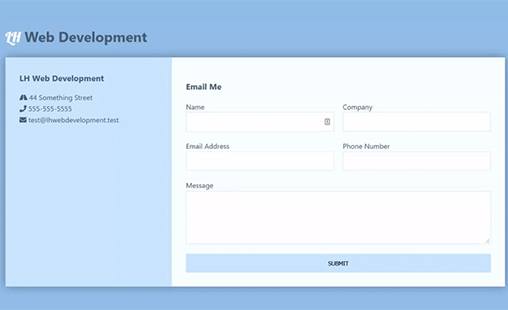 LH Web Development
LH Web Development
44 Something Street
555-555-5555
test@lhwebdevelopment.test
Email Me
Name
Company
Email Address
Phone Number
Message
SUBMIT